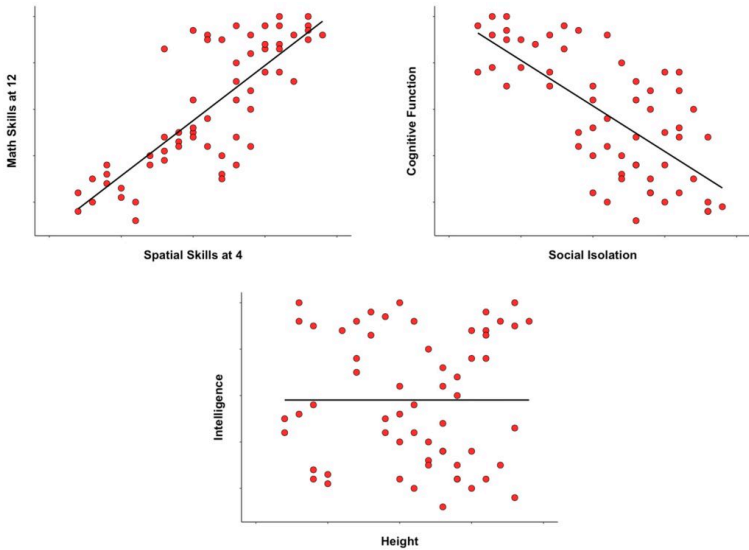 Math Skills at 12
Spatial Skills at 4
Cognitive Function
Social Isolation
Intelligence
Height